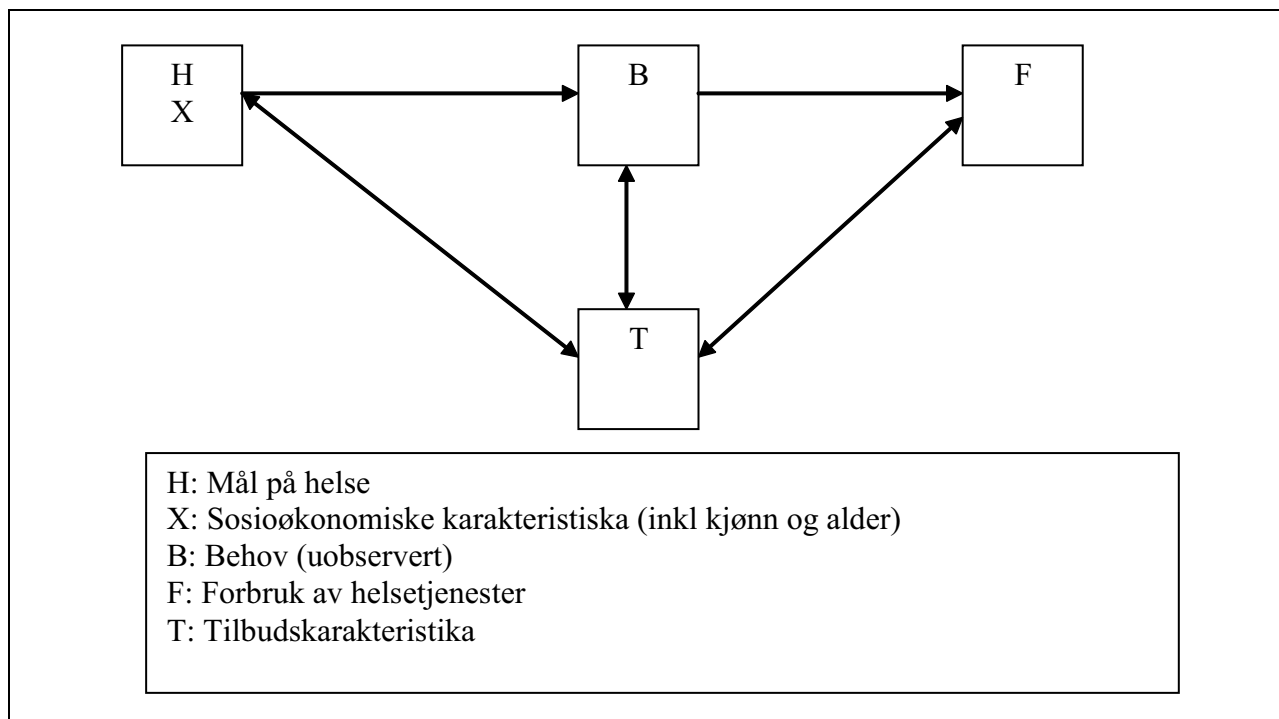 H
X
B
F
T
H: Mål på helse
X: Sosioøkonomiske karakteristiska (inkl kjønn og alder)
B: Behov (uobservert)
F: Forbruk av helsetjenester
T: Tilbudskarakteristika